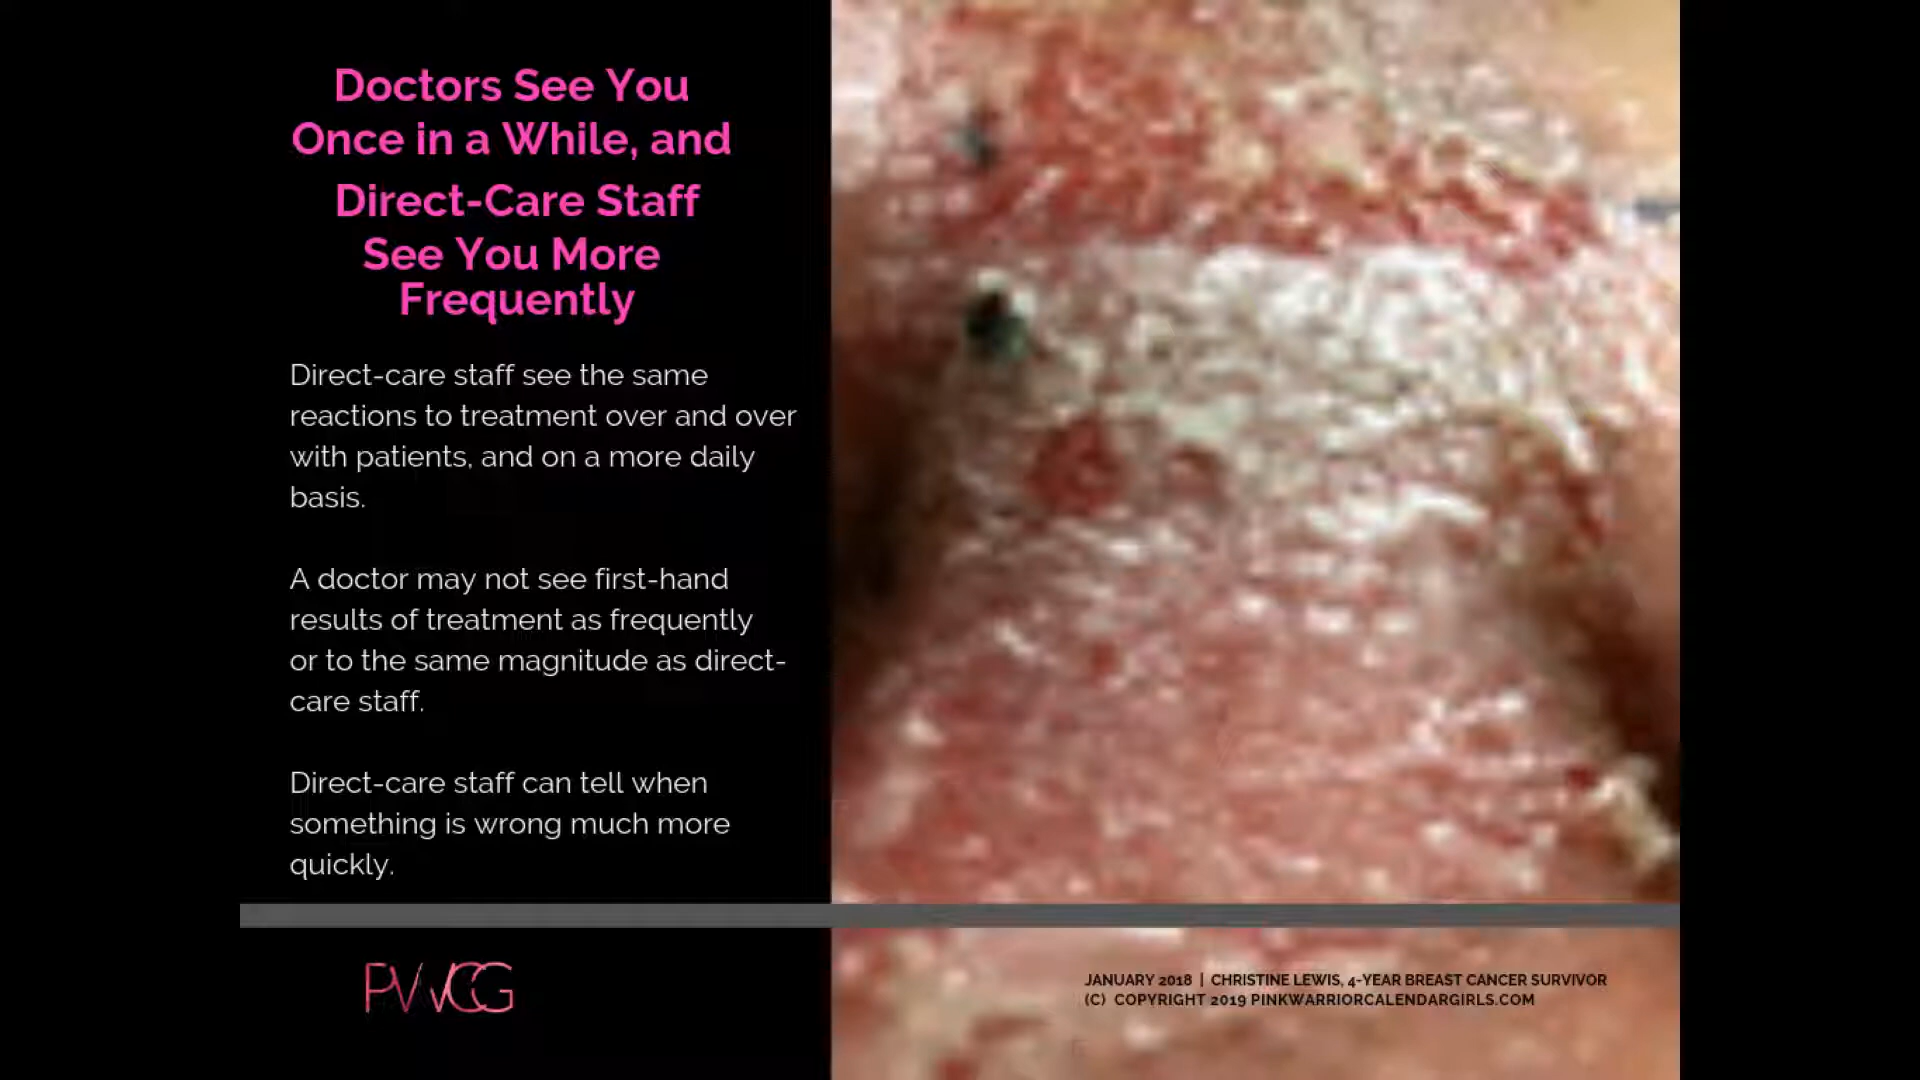 Doctors See You
Once in a While, and
Direct-Care Staff
See You More
Frequently
Direct-care staff see the same
reactions to treatment over and over
with patients, and on a more daily
basis.
A doctor may not see first-hand
results of treatment as frequently
or to the same magnitude as direct-
care staff.
Direct-care staff can tell when
something is wrong much more
quickly.
PWCG
JANUARY 2018 | CHRISTINE LEWIS, 4-YEAR BREAST CANCER SURVIVOR
(C) COPYRIGHT 2019 PINKWARRIORCALENDARGIRLS.COM